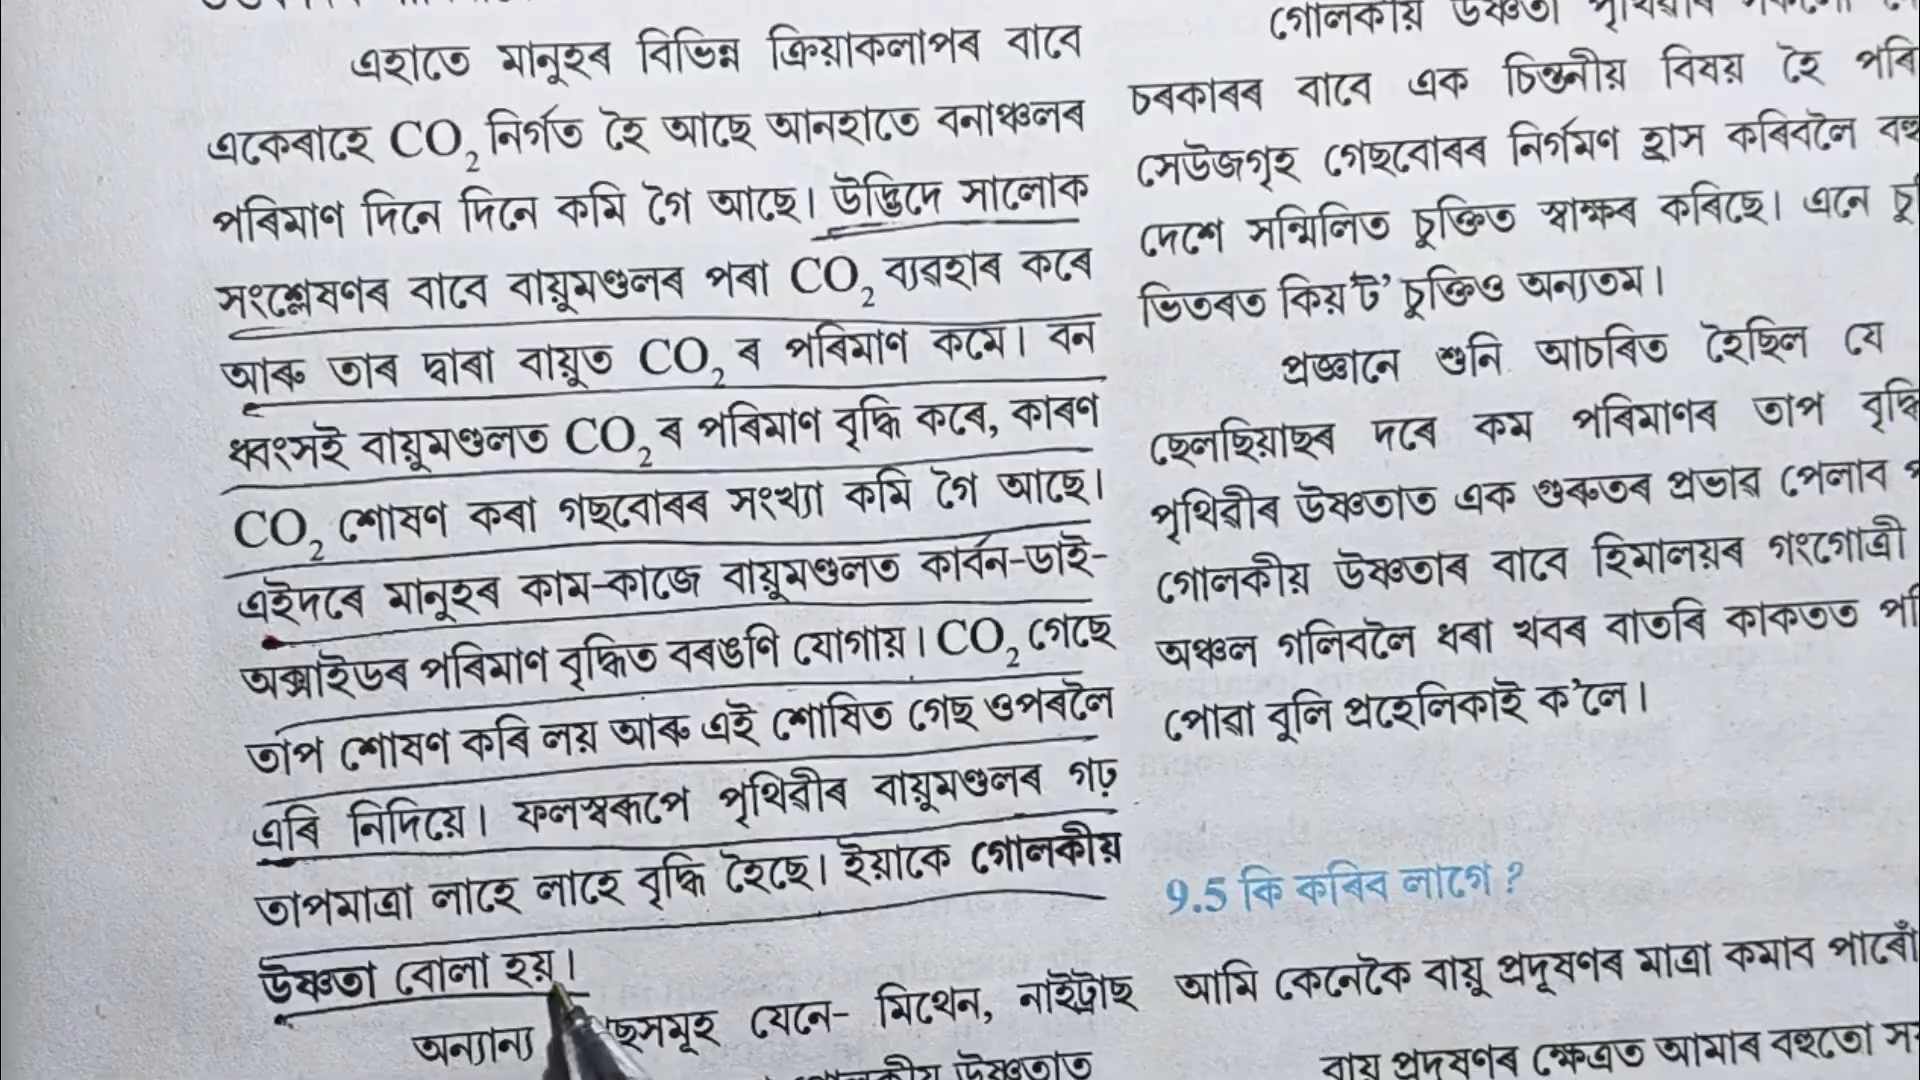 এহাতে মানুহৰ বিভিন্ন ক্ৰিয়াকলাপৰ বাবে
একেৰাহে CO₂ নিৰ্গত হৈ আছে আনহাতে বনাঞ্চলৰ
পৰিমাণ দিনে দিনে কমি গৈ আছে। উদ্ভিদে সালোক
সংশ্লেষণৰ বাবে বায়ুমণ্ডলৰ পৰা CO₂ ব্যৱহাৰ কৰে
আৰু তাৰ দ্বাৰা বায়ুত CO₂ ৰ পৰিমাণ কমে। বন
ধ্বংসই বায়ুমণ্ডলত CO₂ ৰ পৰিমাণ বৃদ্ধি কৰে, কাৰণ
CO₂ শোষণ কৰা গছবোৰৰ সংখ্যা কমি গৈ আছে।
এইদৰে মানুহৰ কাম-কাজে বায়ুমণ্ডলত কাৰ্বন-ডাই-
অক্সাইডৰ পৰিমাণ বৃদ্ধিত বৰঙণি যোগায়। CO₂ গেছে
তাপ শোষণ কৰি লয় আৰু এই শোষিত গেছ ওপৰলৈ
এৰি নিদিয়ে। ফলস্বৰূপে পৃথিৱীৰ বায়ুমণ্ডলৰ গঢ়
তাপমাত্ৰা লাহে লাহে বৃদ্ধি হৈছে। ইয়াকে গোলকীয়
উষ্ণতা বোলা হয়।
অন্যান্য যেনে- মিথেন, নাইট্ৰাছ
গোলকীয় উষ্ণতাত
গোলকীয় উষ্ণতা পৃথিৱীৰ
চৰকাৰৰ বাবে এক চিন্তনীয় বিষয় হৈ
সেউজগৃহ গেছবোৰৰ নিৰ্গমণ হ্ৰাস কৰিবলৈ
দেশে সন্মিলিত চুক্তিত স্বাক্ষৰ কৰিছে। এনে
ভিতৰত কিয়'ট' চুক্তিও অন্যতম।
প্ৰজ্ঞানে শুনি আচৰিত হৈছিল যে
ছেলছিয়াছৰ দৰে কম পৰিমাণৰ তাপ
পৃথিৱীৰ উষ্ণতাত এক গুৰুতৰ প্ৰভাৱ পেলাব
গোলকীয় উষ্ণতাৰ বাবে হিমালয়ৰ গংগোত্ৰী
অঞ্চল গলিবলৈ ধৰা খবৰ বাতৰি কাকতত
পোৱা বুলি প্ৰহেলিকাই ক'লে।
9.5 কি কৰিব লাগে ?
আমি কেনেকৈ বায়ু প্ৰদূষণৰ মাত্ৰা কমাব পাৰোঁ
বায়ু প্ৰদূষণৰ ক্ষেত্ৰত আমাৰ বহুতো